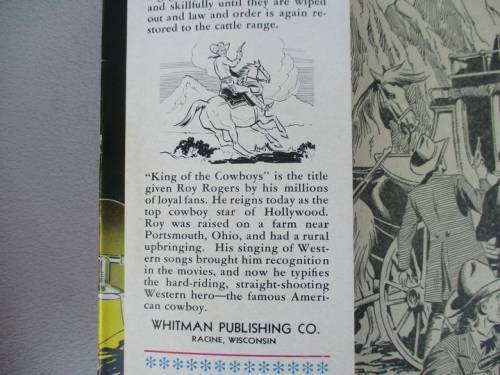 and skillfully until they are wiped
out and law and order is again re-
stored to the cattle range.
"King of the Cowboys" is the title
given Roy Rogers by his millions
of loyal fans. He reigns today as the
top cowboy star of Hollywood.
Roy was raised on a farm near
Portsmouth, Ohio, and had a rural
upbringing. His singing of West-
ern songs brought him recognition
in the movies, and now he typifies
the hard-riding, straight-shooting
Western hero—the famous Ameri-
can cowboy.
WHITMAN PUBLISHING CO.
RACINE, WISCONSIN